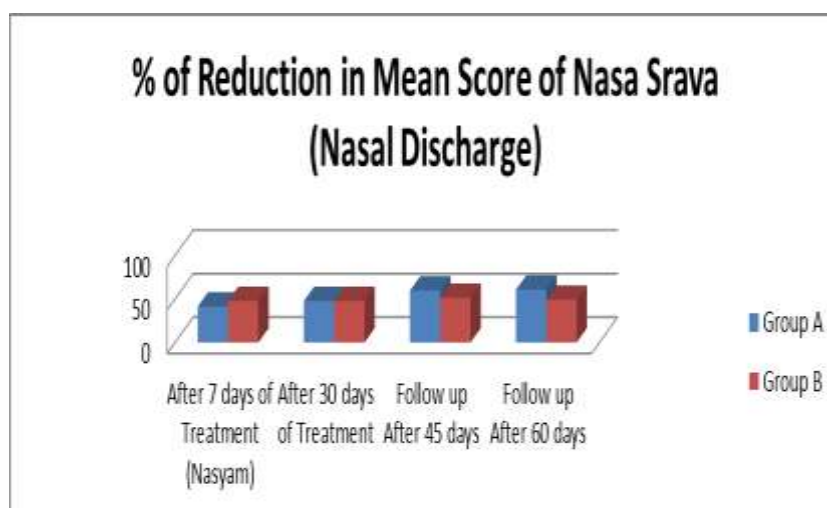 % of Reduction in Mean Score of Nasa Srava
(Nasal Discharge)
100
50
0
Group A
Group B
After 7 days of
Treatment
(Nasyam)
After 30 days
of Treatment
Follow up
After 45 days
Follow up
After 60 days